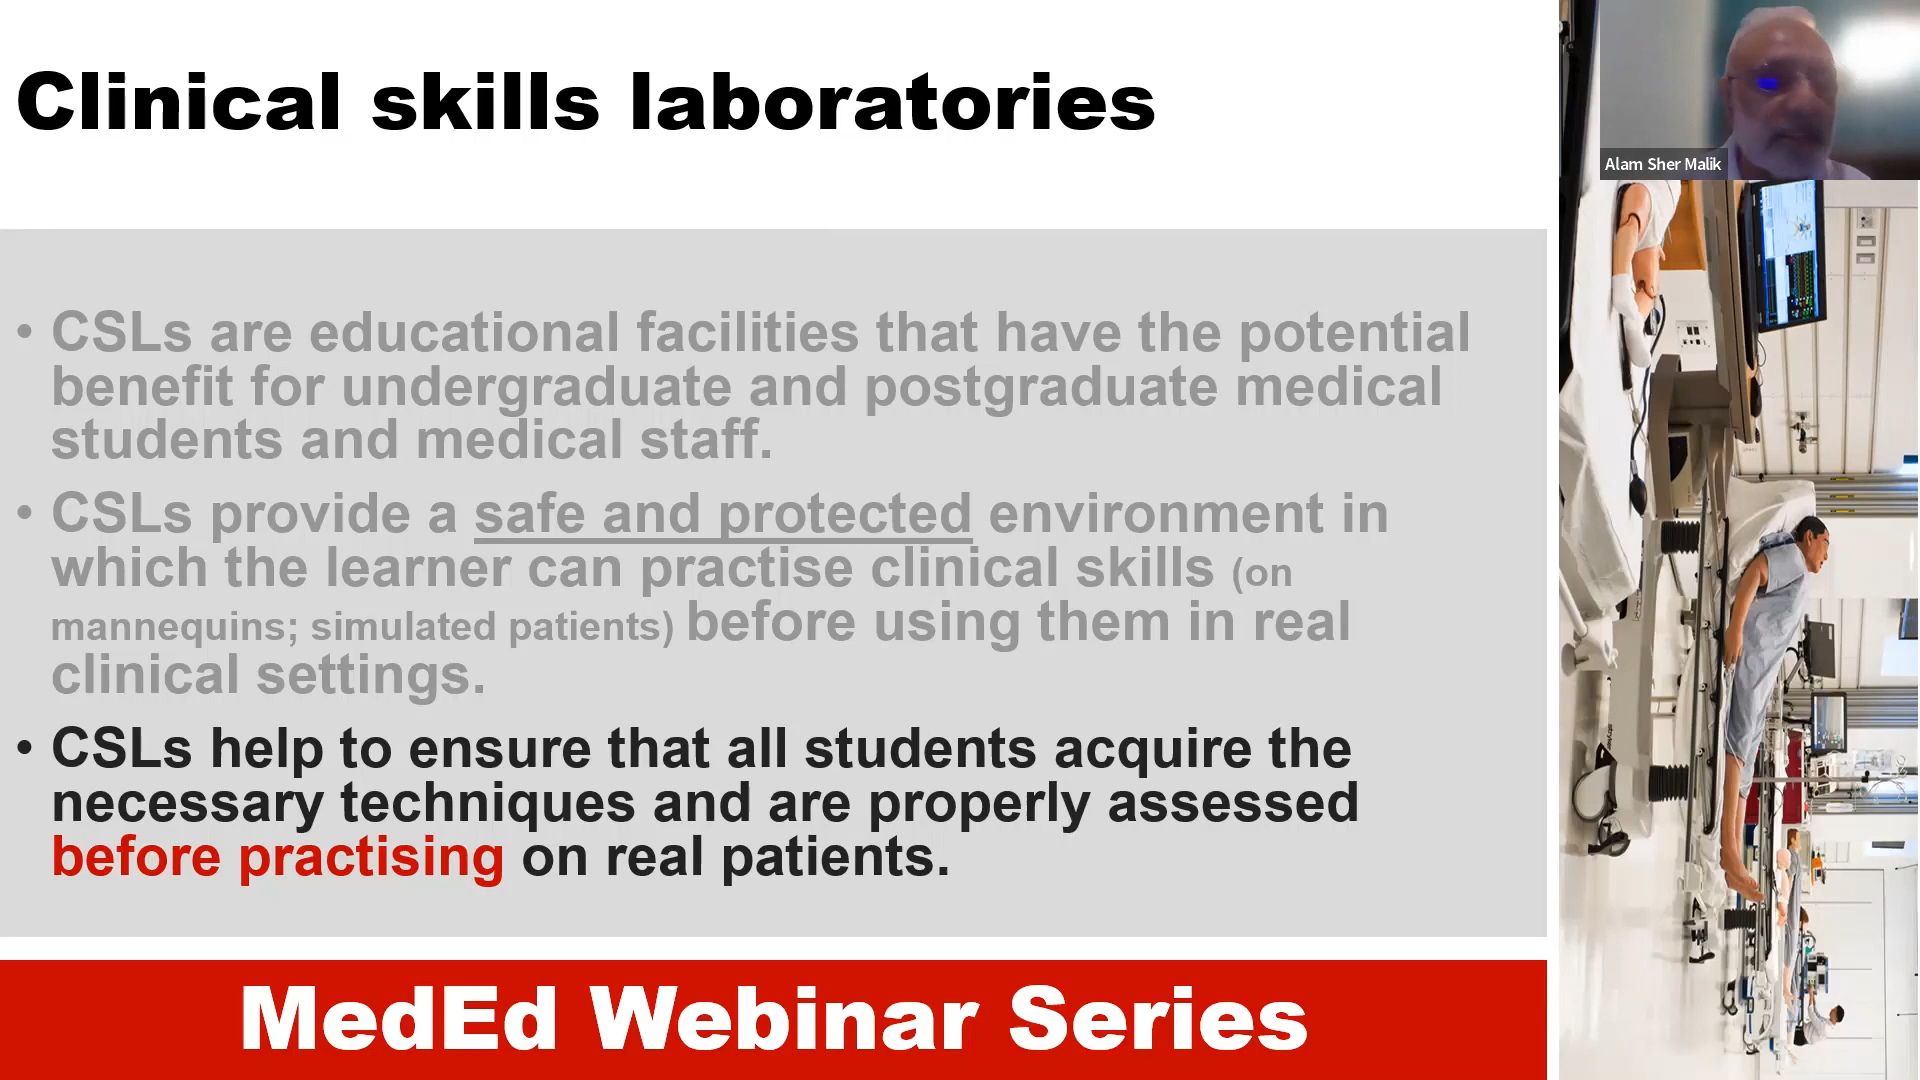 Clinical skills laboratories
Alam Sher Malik
• CSLs are educational facilities that have the potential
benefit for undergraduate and postgraduate medical
students and medical staff.
• CSLs provide a safe and protected environment in
which the learner can practise clinical skills (on
mannequins; simulated patients) before using them in real
clinical settings.
• CSLs help to ensure that all students acquire the
necessary techniques and are properly assessed
before practising on real patients.
MedEd Webinar Series